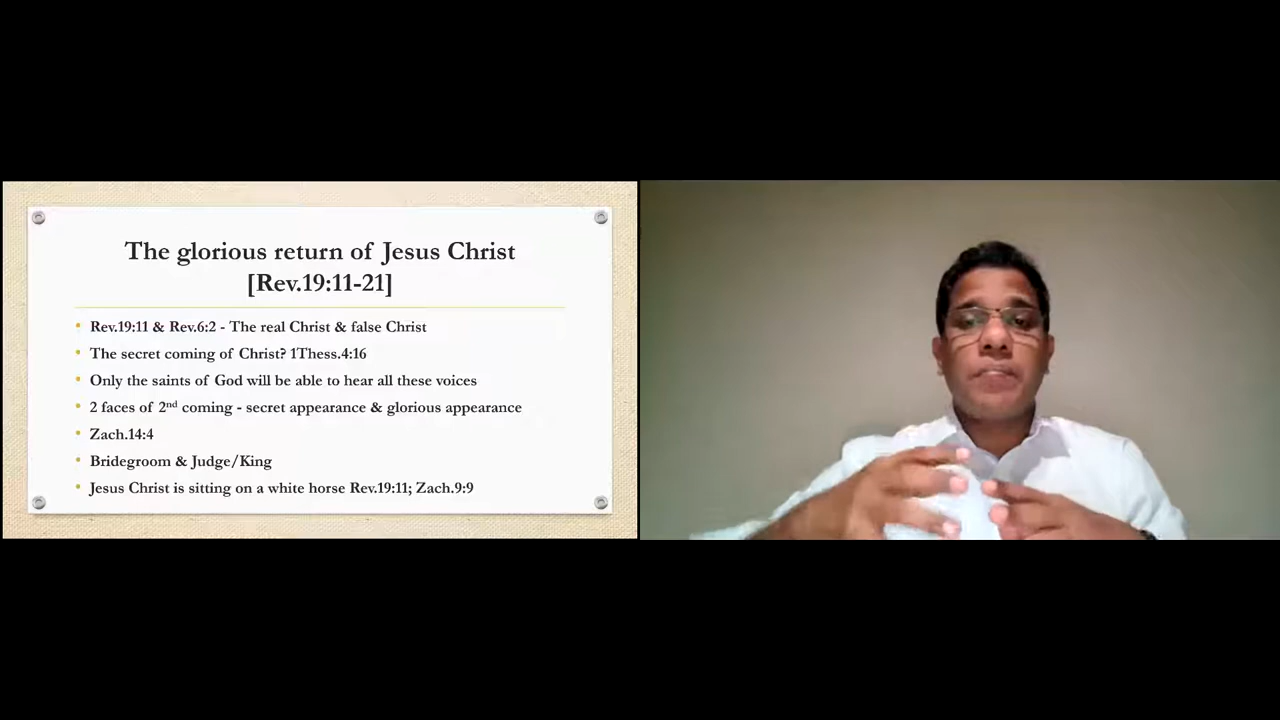 The glorious return of Jesus Christ
[Rev.19:11-21]
Rev.19:11 & Rev.6:2 - The real Christ & false Christ
The secret coming of Christ? 1Thess.4:16
Only the saints of God will be able to hear all these voices
2 faces of 2nd coming - secret appearance & glorious appearance
Zach.14:4
Bridegroom & Judge/King
Jesus Christ is sitting on a white horse Rev.19:11; Zach.9:9